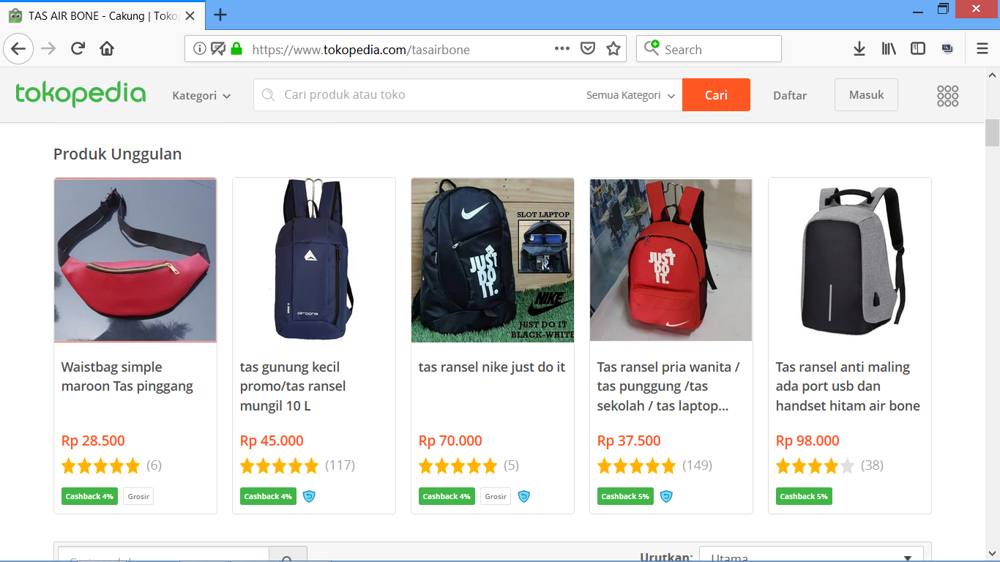 TAS AIR BONE - Cakung | Toko
https://www.tokopedia.com/tasairbone
Search
tokopedia
Kategori
Cari produk atau toko
Semua Kategori
Cari
Daftar
Masuk
Produk Unggulan
airbone
JUST
DO
IT.
SLOT LAPTOP
NIKE
JUST DO IT
BLACK-WHITE
JUST
DO
IT.
Waistbag simple
maroon Tas pinggang
Rp 28.500
(6)
Cashback 4%
Grosir
tas gunung kecil
promo/tas ransel
mungil 10 L
Rp 45.000
(117)
Cashback 4%
tas ransel nike just do it
Rp 70.000
(5)
Cashback 4%
Grosir
Tas ransel pria wanita /
tas punggung /tas
sekolah / tas laptop...
Rp 37.500
(149)
Cashback 5%
Tas ransel anti maling
ada port usb dan
handset hitam air bone
Rp 98.000
(38)
Cashback 5%
Urutkan:
Utama